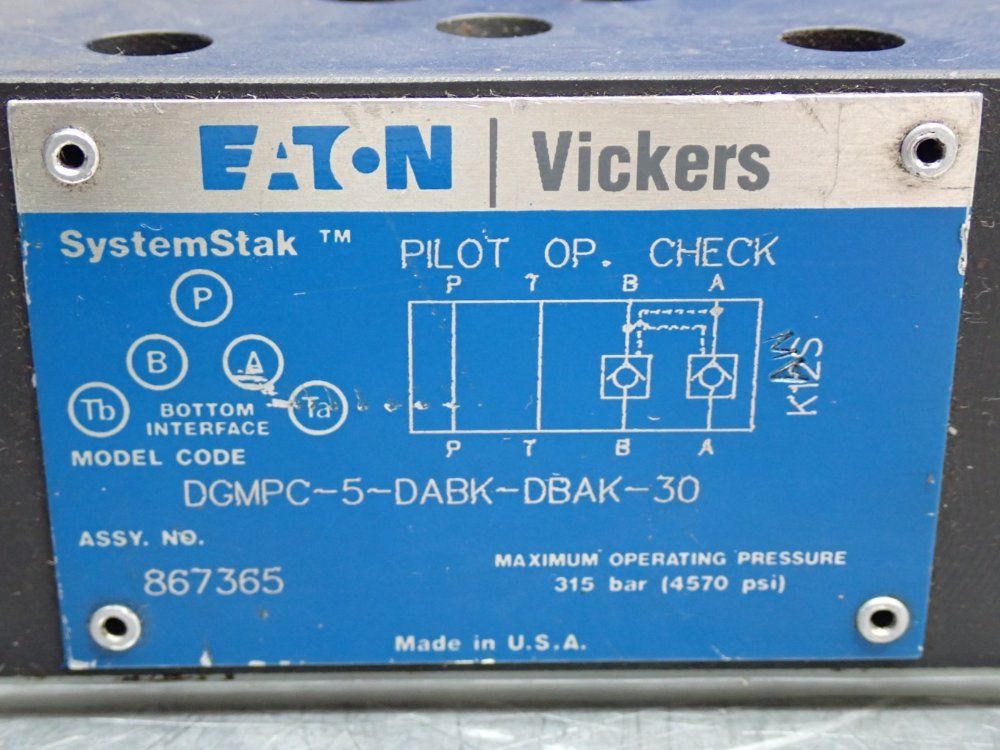 EATON | Vickers
SystemStak ™
PILOT OP. CHECK
P T B A
P
B A
Tb Ta
BOTTOM
INTERFACE
P T B A
MODEL CODE
DGMPC-5-DABK-DBAK-30
ASSY. NO.
867365
MAXIMUM OPERATING PRESSURE
315 bar (4570 psi)
Made in U.S.A.